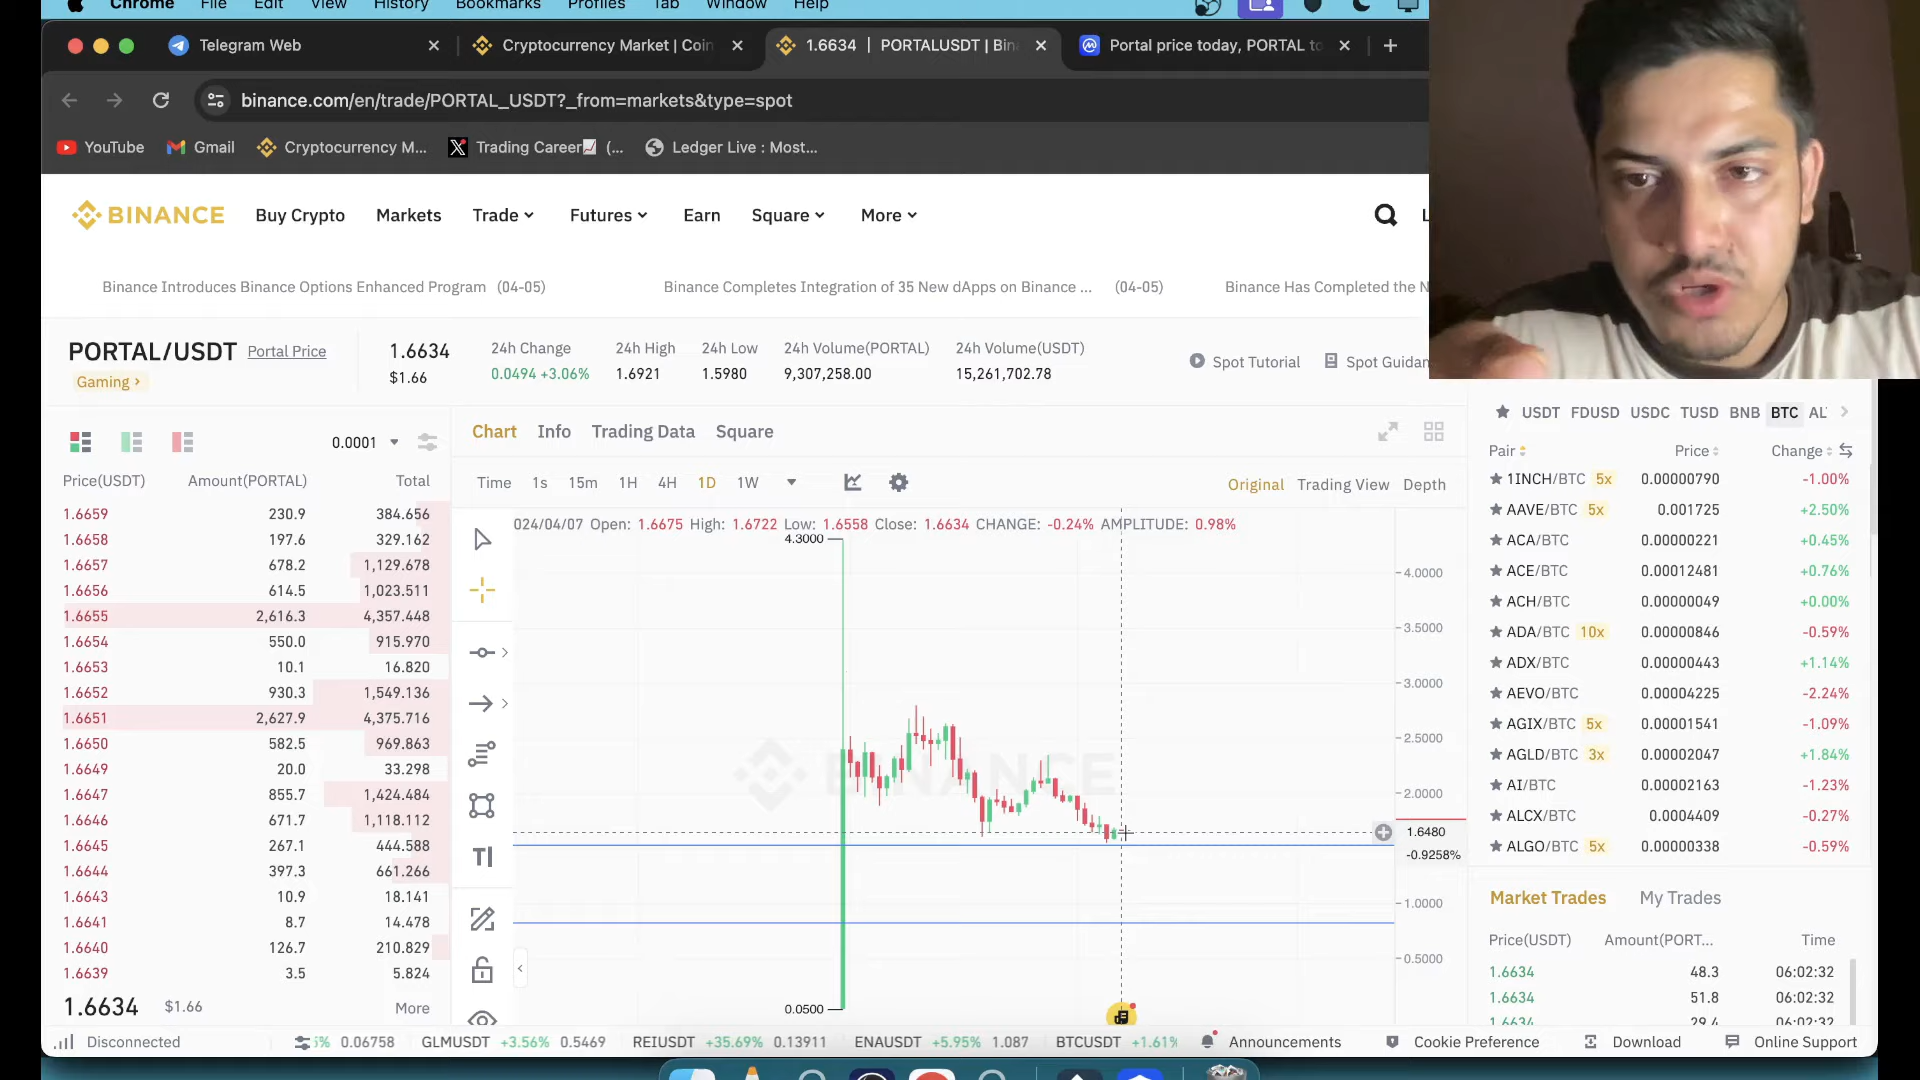 Chrome File Edit View History Bookmarks Profiles Tab Window Help
Telegram Web
Cryptocurrency Market | Coin
1.6634 | PORTALUSDT | Bin
Portal price today, PORTAL to
binance.com/en/trade/PORTAL_USDT?_from=markets&type=spot
YouTube Gmail Cryptocurrency M... Trading Career (... Ledger Live : Most...
BINANCE Buy Crypto Markets Trade Futures Earn Square More
Binance Introduces Binance Options Enhanced Program (04-05) Binance Completes Integration of 35 New dApps on Binance ... (04-05) Binance Has Completed the N
PORTAL/USDT Portal Price
Gaming
1.6634
$1.66
24h Change
0.0494 +3.06%
24h High
1.6921
24h Low
1.5980
24h Volume(PORTAL)
9,307,258.00
24h Volume(USDT)
15,261,702.78
Spot Tutorial
Spot Guidan
0.0001
Price(USDT) Amount(PORTAL) Total
1.6659 230.9 384.656
1.6658 197.6 329.162
1.6657 678.2 1,129.678
1.6656 614.5 1,023.511
1.6655 2,616.3 4,357.448
1.6654 550.0 915.970
1.6653 10.1 16.820
1.6652 930.3 1,549.136
1.6651 2,627.9 4,375.716
1.6650 582.5 969.863
1.6649 20.0 33.298
1.6647 855.7 1,424.484
1.6646 671.7 1,118.112
1.6645 267.1 444.588
1.6644 397.3 661.266
1.6643 10.9 18.141
1.6641 8.7 14.478
1.6640 126.7 210.829
1.6639 3.5 5.824
1.6634 $1.66 More
Chart Info Trading Data Square
Time 1s 15m 1H 4H 1D 1W
Original Trading View Depth
024/04/07 Open: 1.6675 High: 1.6722 Low: 1.6558 Close: 1.6634 CHANGE: -0.24% AMPLITUDE: 0.98%
4.3000
4.0000
3.5000
3.0000
2.5000
2.0000
1.6480
-0.9258%
1.0000
0.5000
0.0500
BINANCE
USDT FDUSD USDC TUSD BNB BTC AL
Pair Price Change
1INCH/BTC 5x 0.00000790 -1.00%
AAVE/BTC 5x 0.001725 +2.50%
ACA/BTC 0.00000221 +0.45%
ACE/BTC 0.00012481 +0.76%
ACH/BTC 0.00000049 +0.00%
ADA/BTC 10x 0.00000846 -0.59%
ADX/BTC 0.00000443 +1.14%
AEVO/BTC 0.00004225 -2.24%
AGIX/BTC 5x 0.00001541 -1.09%
AGLD/BTC 3x 0.00002047 +1.84%
AI/BTC 0.00002163 -1.23%
ALCX/BTC 0.0004409 -0.27%
ALGO/BTC 5x 0.00000338 -0.59%
Market Trades My Trades
Price(USDT) Amount(PORT... Time
1.6634 48.3 06:02:32
1.6634 51.8 06:02:32
1.6634 29.4 06:02:32
Disconnected 0.06758 GLMUSDT +3.56% 0.5469 REIUSDT +35.69% 0.13911 ENAUSDT +5.95% 1.087 BTCUSDT +1.61% Announcements Cookie Preference Download Online Support